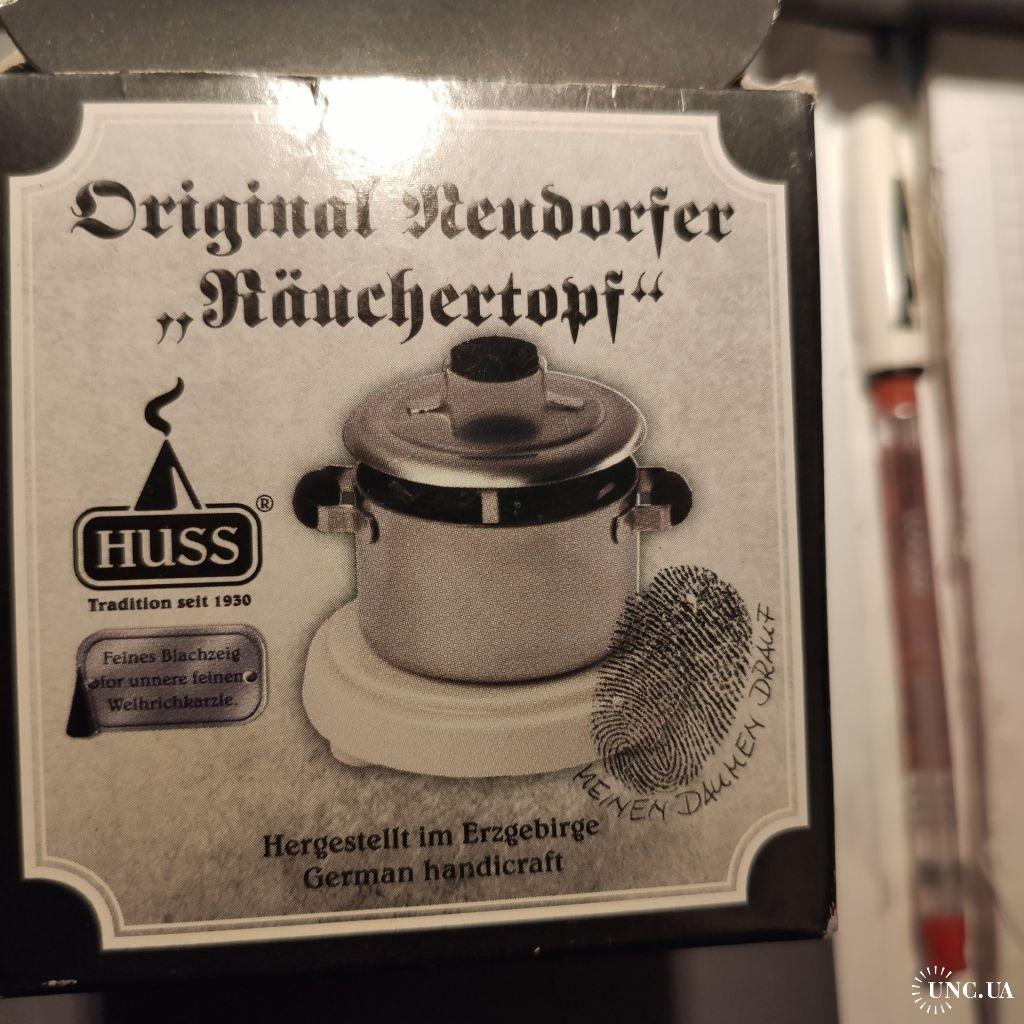 Original Neudorfer
„Räuchertopf“
HUSS®
Tradition seit 1930
Feines Blachzeig
for unnere feinen
Weihrichkarzle.
MEINEN DAUMEN DRAUF
Hergestellt im Erzgebirge
German handicraft
UNC.UA